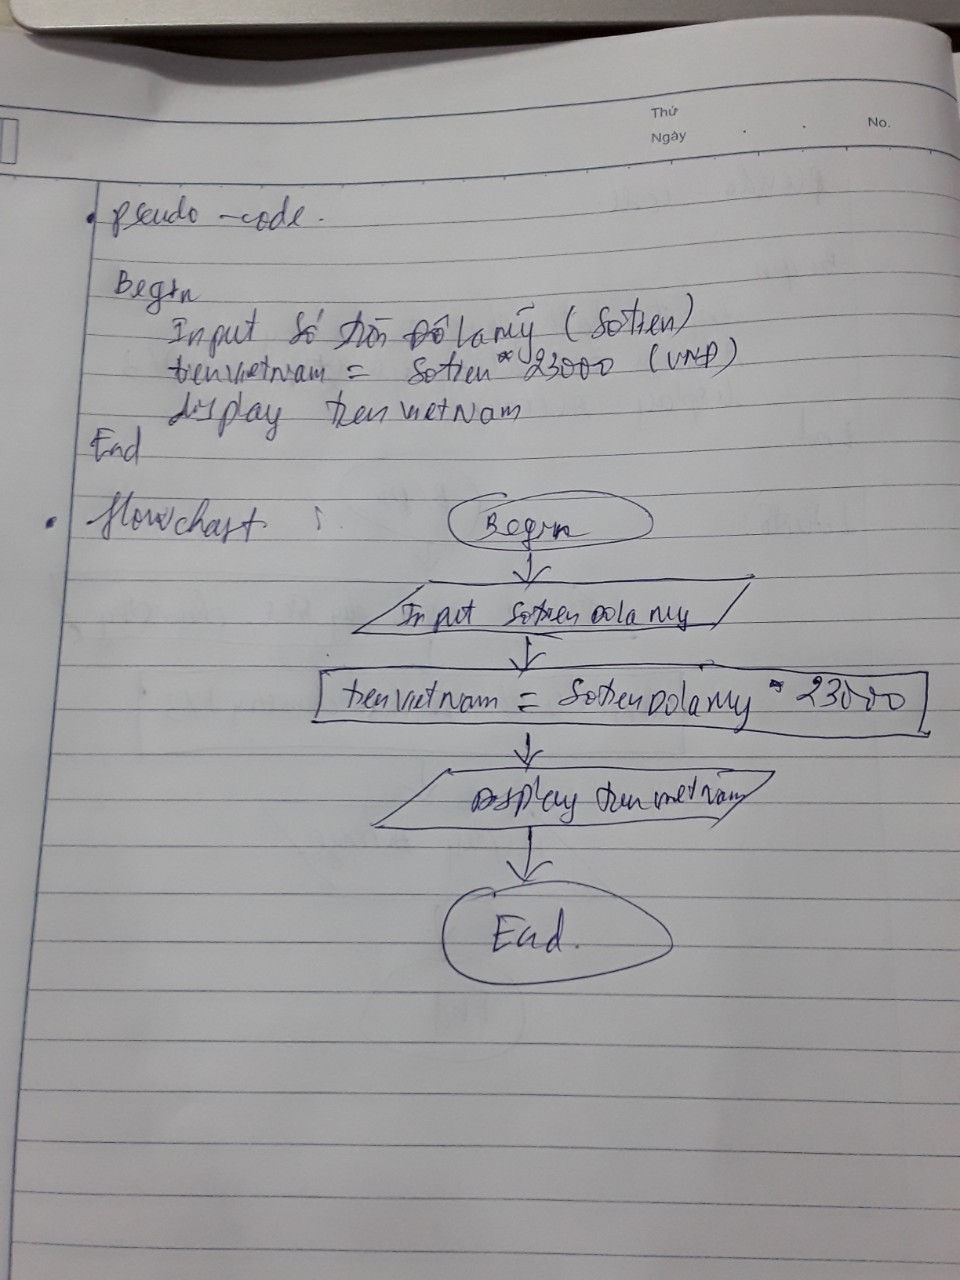 Thứ
Ngày . . No.
• pseudo-code.
Begin
Input Số tiền Đô la mỹ (Sotien)
tienvietnam = Sotien * 23000 (VNĐ)
display tienvietNam
End
• flowchart :
Begin
Input Sotien Dolamy
tienvietnam = SotienDolamy * 23000
Display tienvietnam
End.